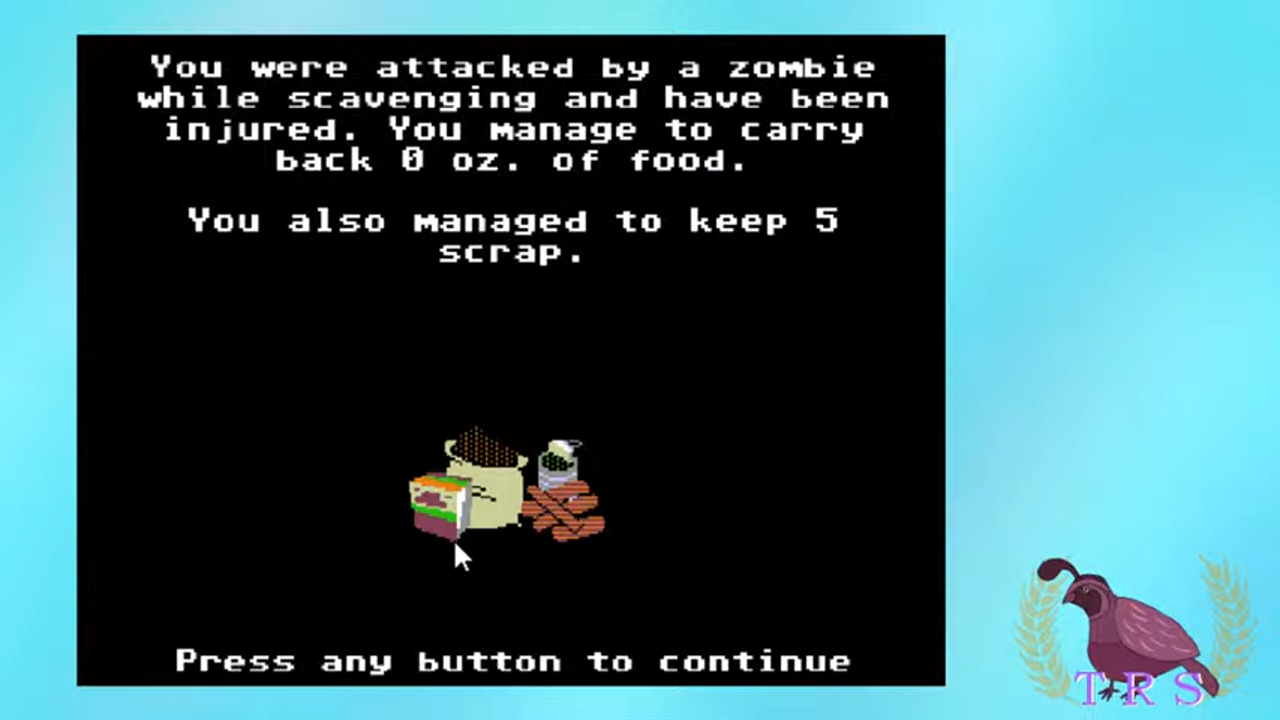 You were attacked by a zombie
while scavenging and have been
injured. You manage to carry
back 0 oz. of food.
You also managed to keep 5
scrap.
Press any button to continue
T R S